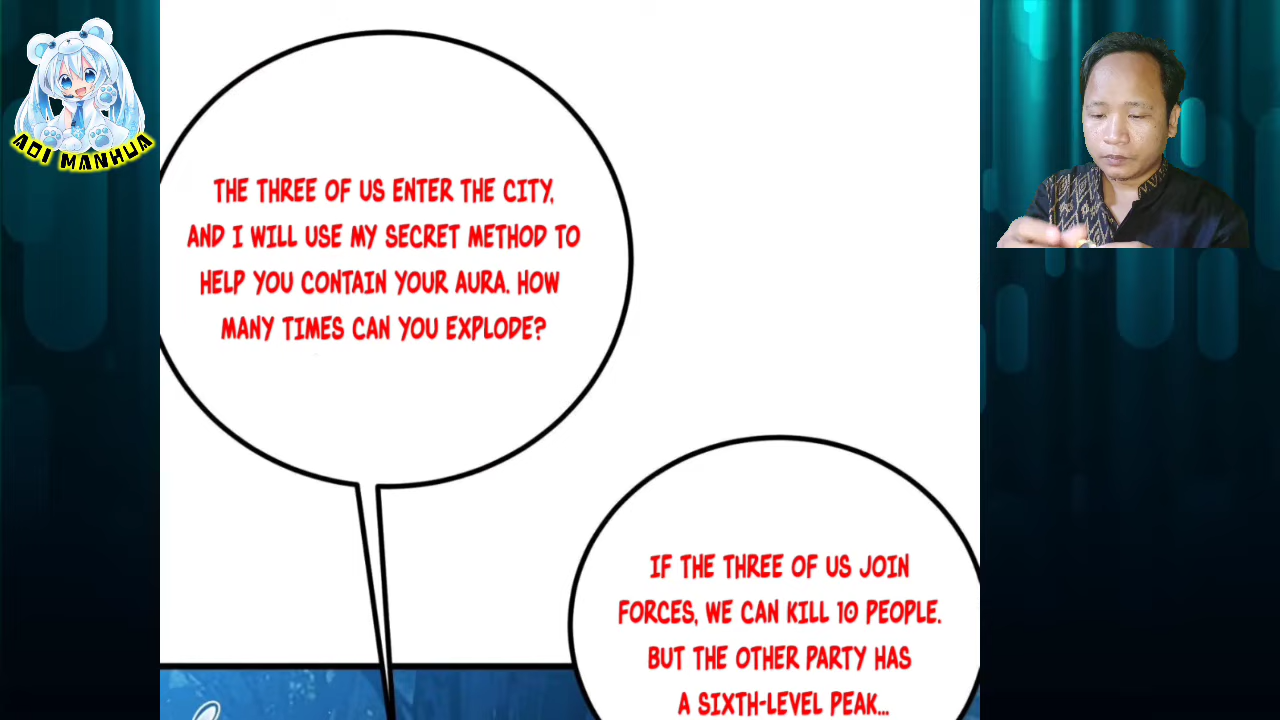 AOI MANHUA
THE THREE OF US ENTER THE CITY,
AND I WILL USE MY SECRET METHOD TO
HELP YOU CONTAIN YOUR AURA. HOW
MANY TIMES CAN YOU EXPLODE?
IF THE THREE OF US JOIN
FORCES, WE CAN KILL 10 PEOPLE.
BUT THE OTHER PARTY HAS
A SIXTH-LEVEL PEAK...